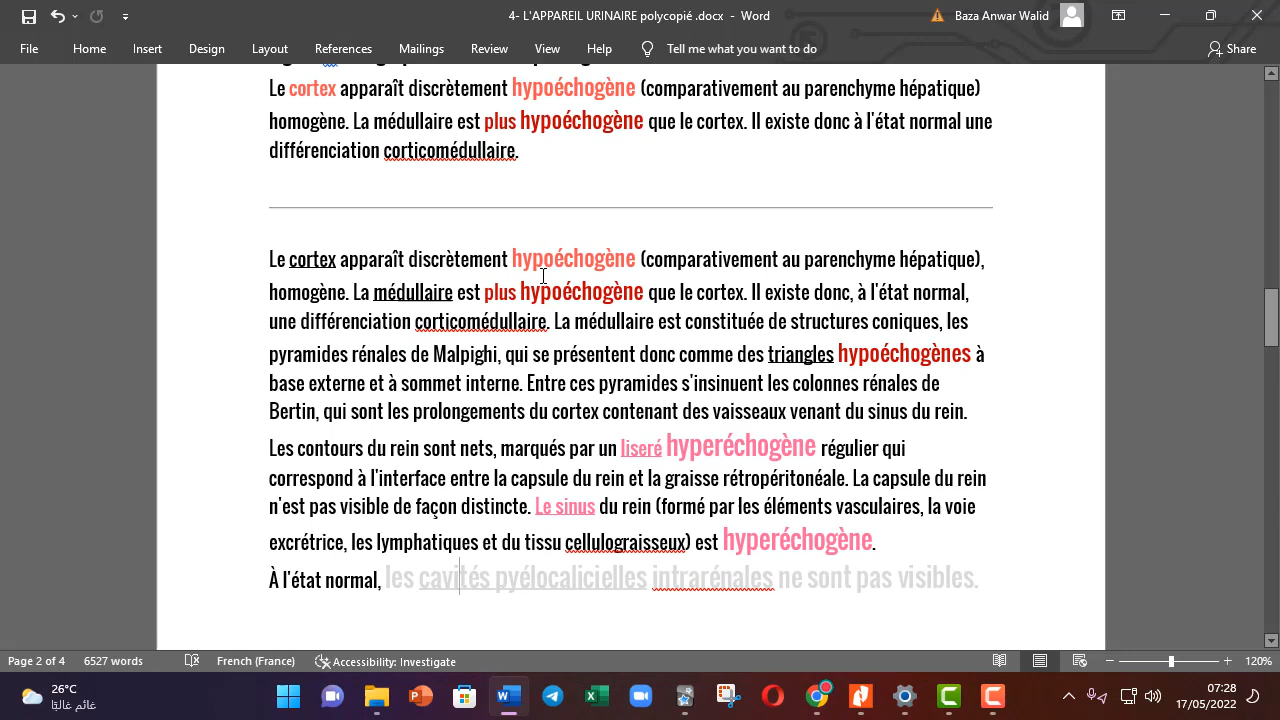 4- L'APPAREIL URINAIRE polycopié .docx - Word
Baza Anwar Walid
File Home Insert Design Layout References Mailings Review View Help Tell me what you want to do Share
Le cortex apparaît discrètement hypoéchogène (comparativement au parenchyme hépatique)
homogène. La médullaire est plus hypoéchogène que le cortex. Il existe donc à l'état normal une
différenciation corticomédullaire.
Le cortex apparaît discrètement hypoéchogène (comparativement au parenchyme hépatique),
homogène. La médullaire est plus hypoéchogène que le cortex. Il existe donc, à l'état normal,
une différenciation corticomédullaire. La médullaire est constituée de structures coniques, les
pyramides rénales de Malpighi, qui se présentent donc comme des triangles hypoéchogènes à
base externe et à sommet interne. Entre ces pyramides s'insinuent les colonnes rénales de
Bertin, qui sont les prolongements du cortex contenant des vaisseaux venant du sinus du rein.
Les contours du rein sont nets, marqués par un liseré hyperéchogène régulier qui
correspond à l'interface entre la capsule du rein et la graisse rétropéritonéale. La capsule du rein
n'est pas visible de façon distincte. Le sinus du rein (formé par les éléments vasculaires, la voie
excrétrice, les lymphatiques et du tissu cellulograisseux) est hyperéchogène.
À l'état normal, les cavités pyélocalicielles intrarénales ne sont pas visibles.
Page 2 of 4 6527 words French (France) Accessibility: Investigate 120%
26°C
غائم غالبًا
07:28
17/05/2022